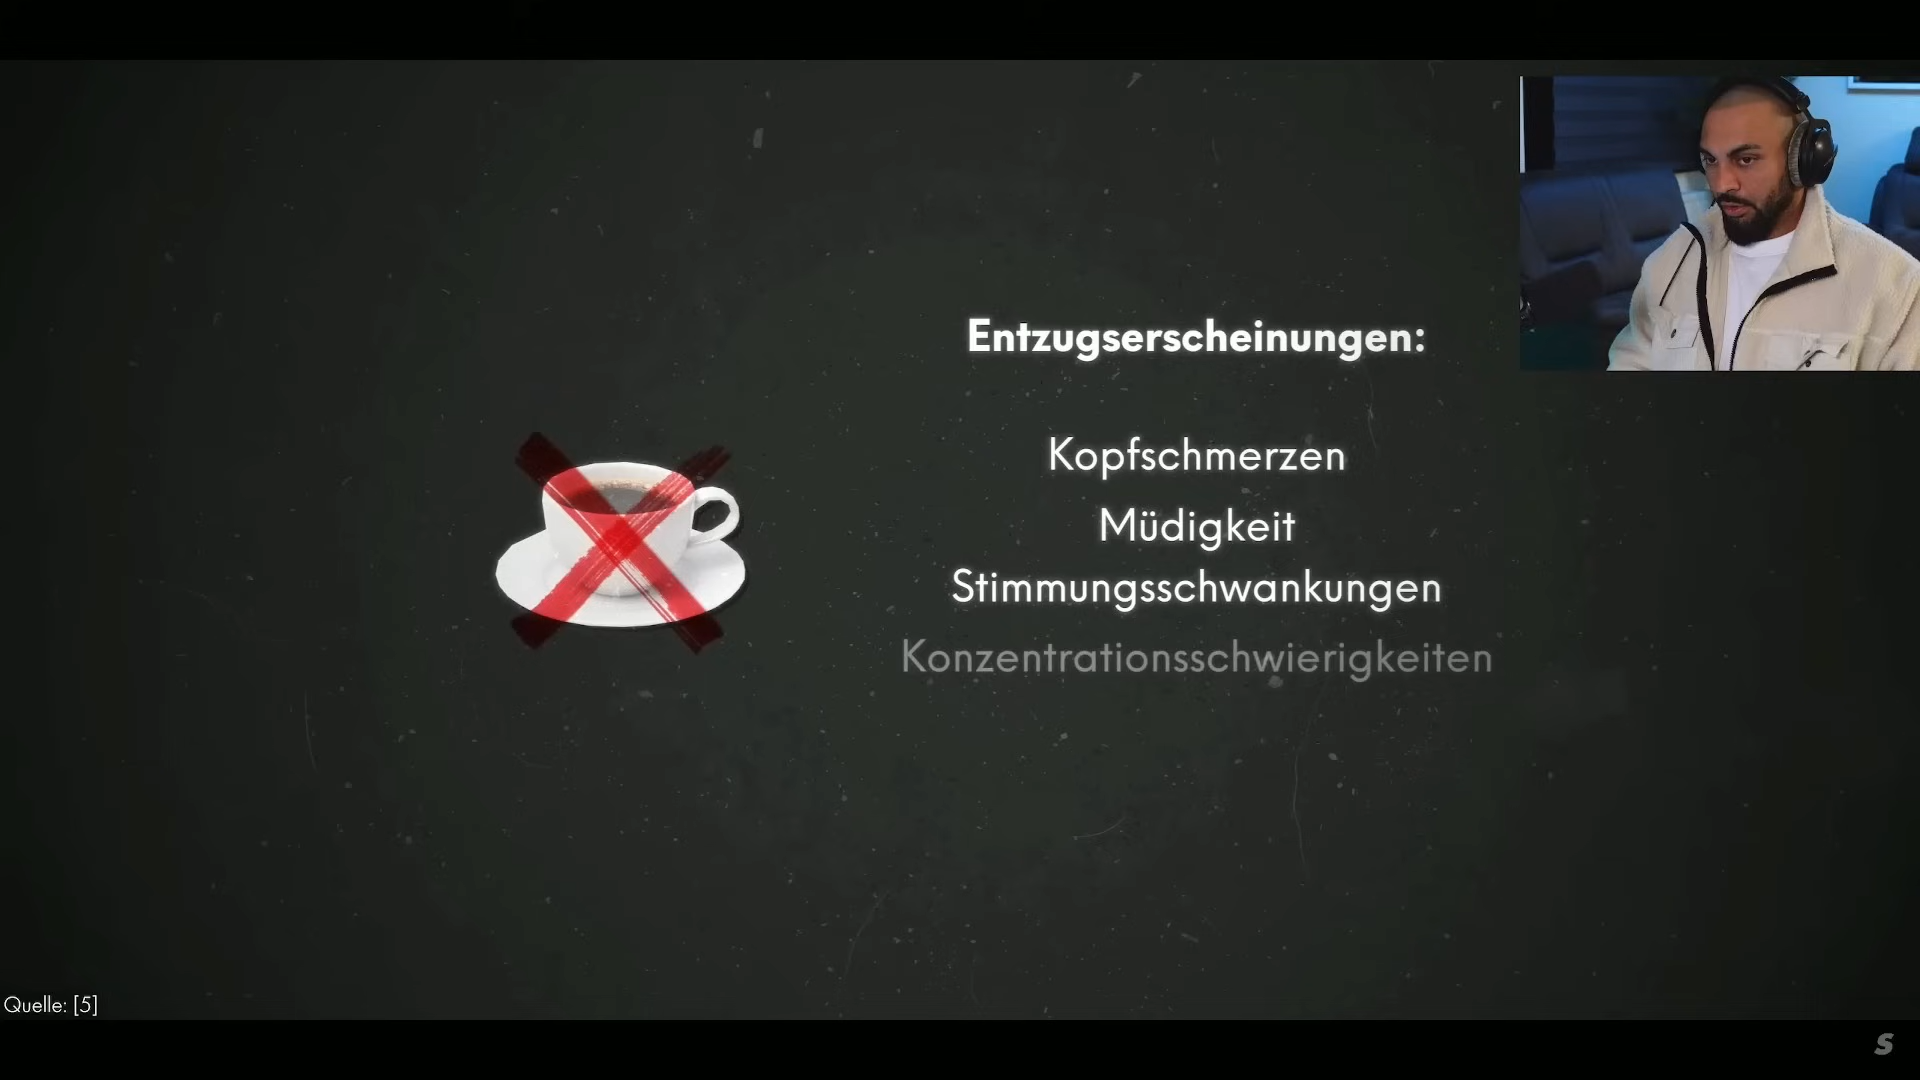 Entzugserscheinungen:
Kopfschmerzen
Müdigkeit
Stimmungsschwankungen
Konzentrationsschwierigkeiten
Quelle: [5]
S